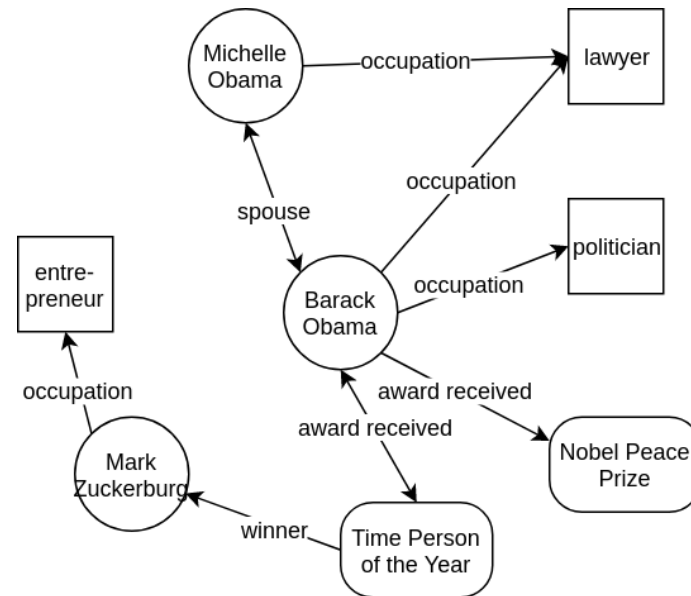 Michelle
Obama
occupation
lawyer
occupation
spouse
politician
entre-
preneur
occupation
Barack
Obama
occupation
award received
award received
Mark
Zuckerburg
Nobel Peace
Prize
winner
Time Person
of the Year